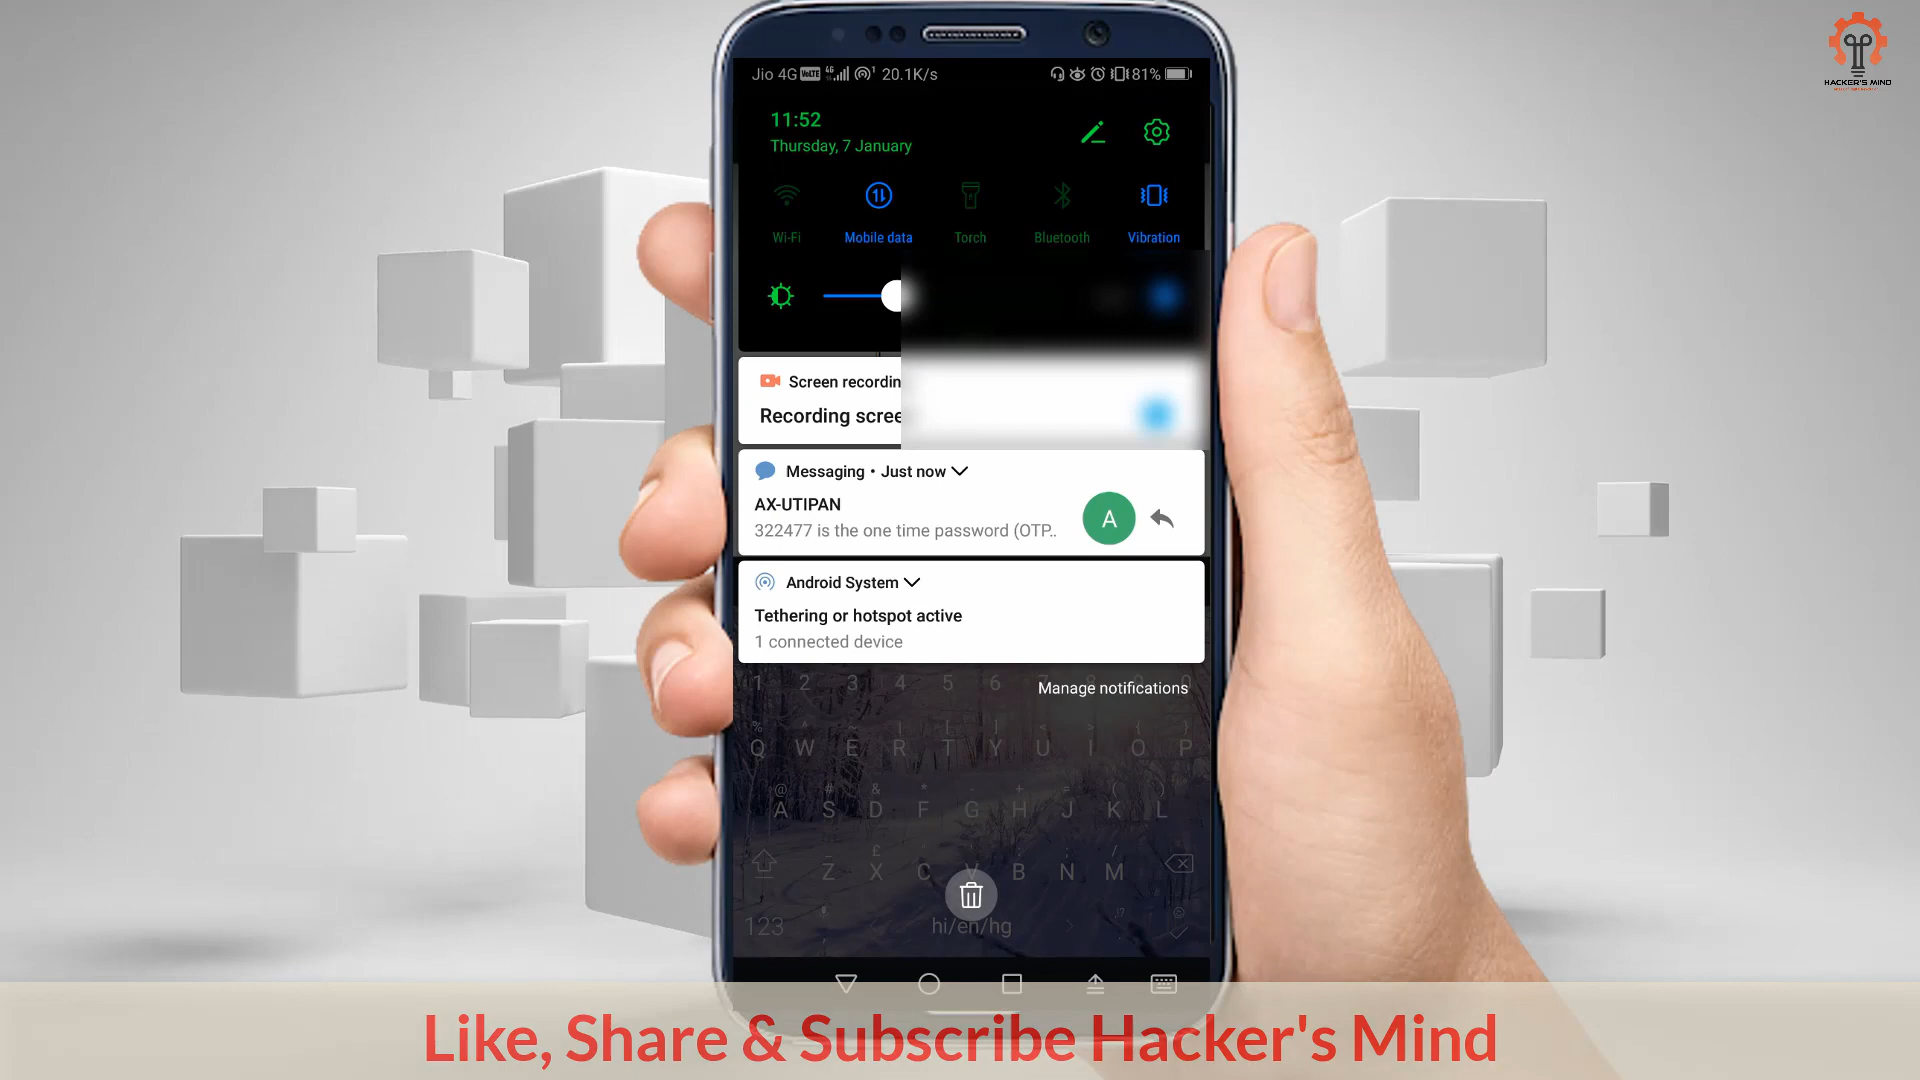 HACKER'S MIND
Jio 4G VoLTE 4G 1 20.1K/s 81%
11:52
Thursday, 7 January
Wi-Fi Mobile data Torch Bluetooth Vibration
Screen recordin
Recording scree
Messaging • Just now
AX-UTIPAN
322477 is the one time password (OTP..
A
Android System
Tethering or hotspot active
1 connected device
Manage notifications
1 2 3 4 5 6 7 8 9 0
Q W E R T Y U I O P
A S D F G H J K L
Z X C V B N M
123 hi/en/hg
Like, Share & Subscribe Hacker's Mind